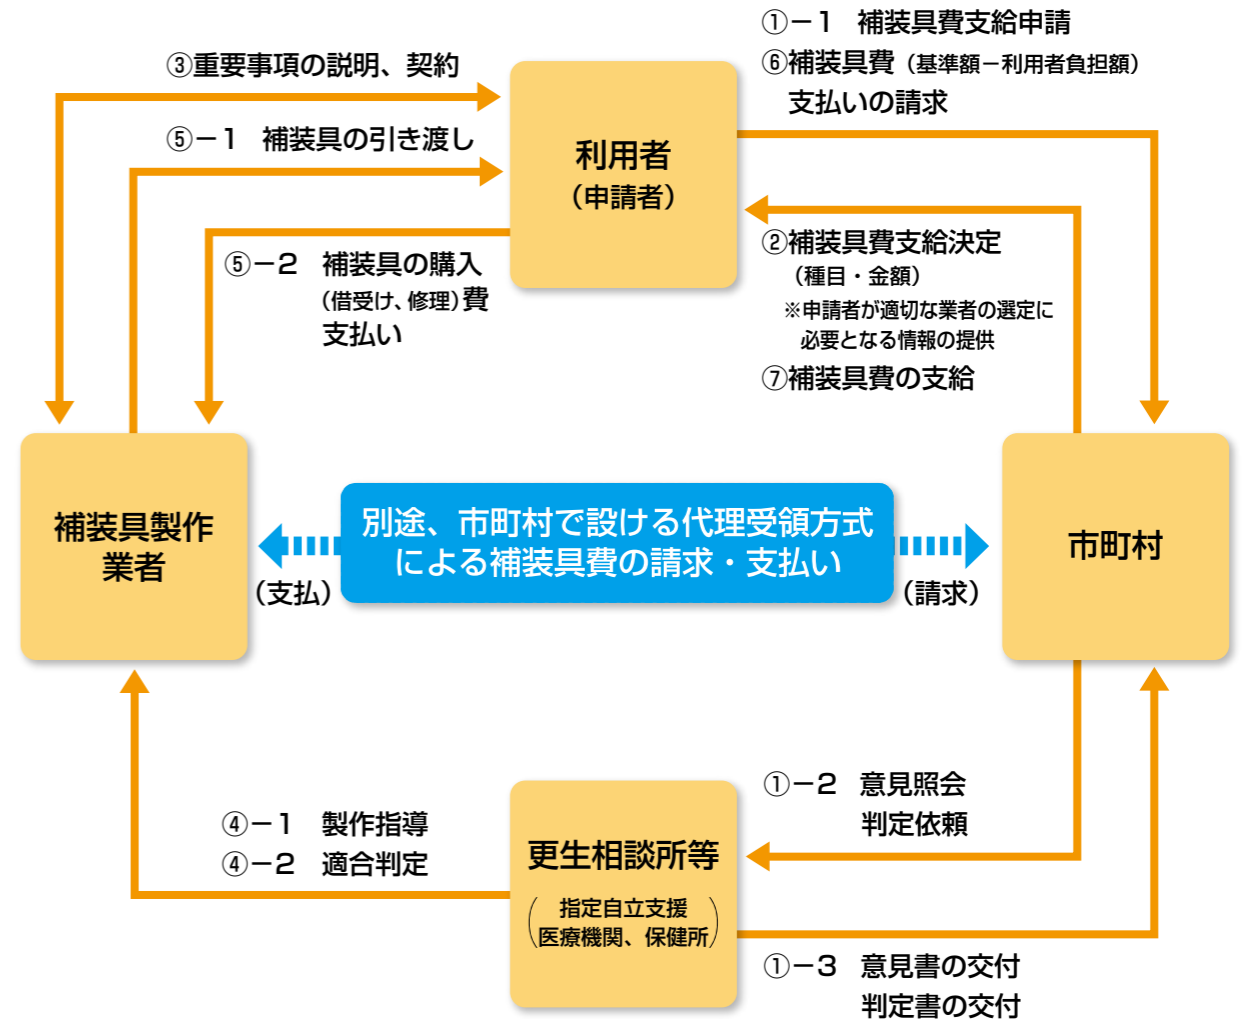 ①－1　補装具費支給申請
⑥補装具費（基準額－利用者負担額）
支払いの請求
③重要事項の説明、契約
⑤－1　補装具の引き渡し
利用者
（申請者）
⑤－2　補装具の購入
（借受け、修理）費
支払い
②補装具費支給決定
（種目・金額）
※申請者が適切な業者の選定に
必要となる情報の提供
⑦補装具費の支給
補装具製作
業者
別途、市町村で設ける代理受領方式
による補装具費の請求・支払い
（支払）
（請求）
市町村
①－2　意見照会
判定依頼
④－1　製作指導
④－2　適合判定
更生相談所等
（指定自立支援
医療機関、保健所）
①－3　意見書の交付
判定書の交付